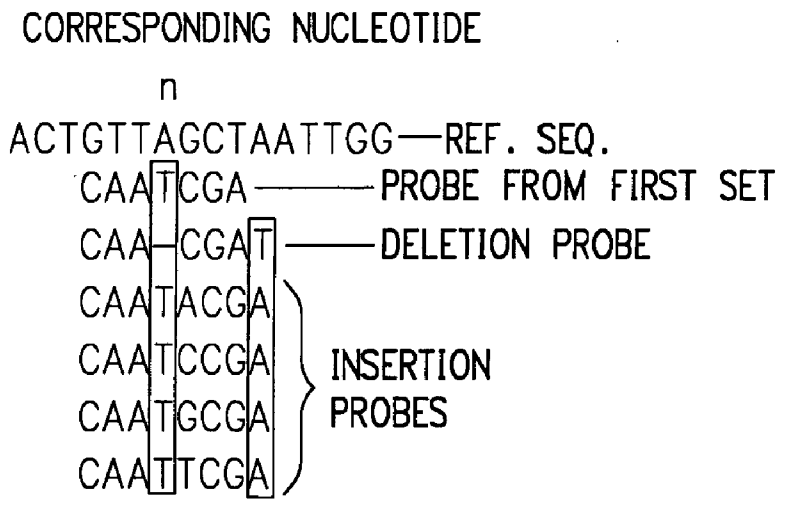 CORRESPONDING NUCLEOTIDE
n
ACTGTTAGCTAATTGG—REF. SEQ.
CAATCGA — PROBE FROM FIRST SET
CAA–CGAT — DELETION PROBE
CAATACGA
CAATCCGA
INSERTION
CAATGCGA
PROBES
CAATTCGA